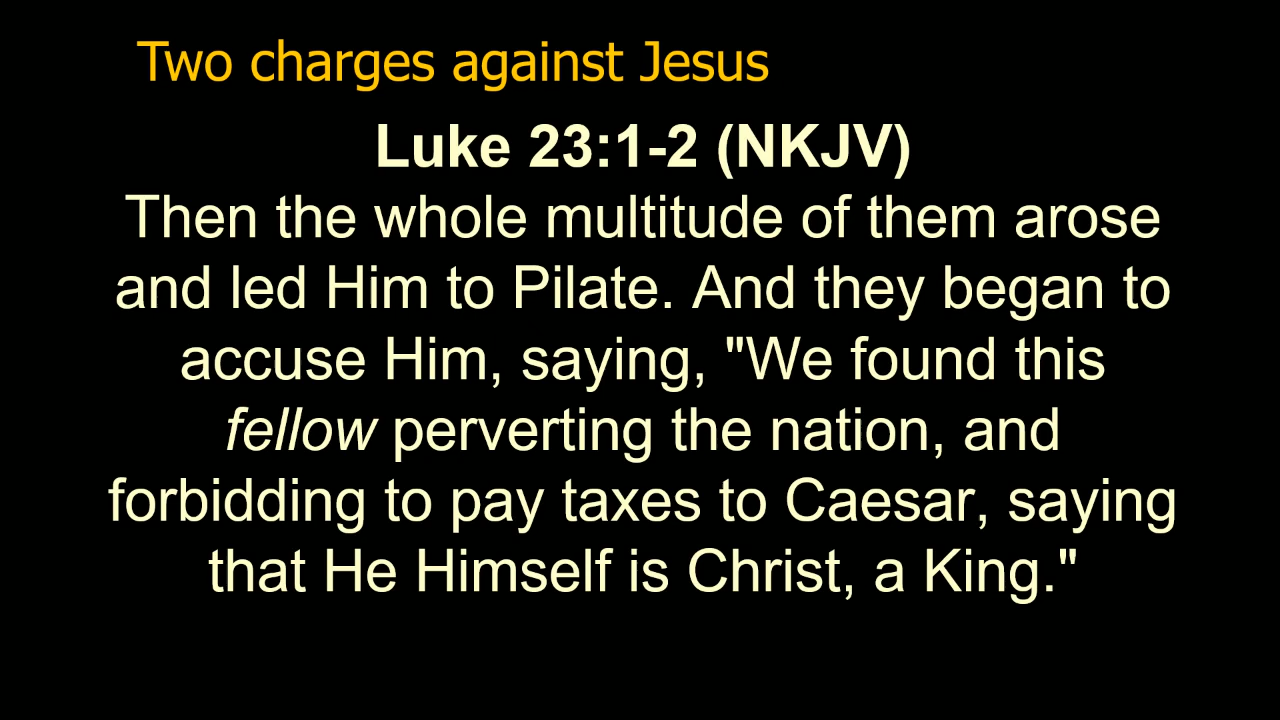 Two charges against Jesus
Luke 23:1-2 (NKJV)
Then the whole multitude of them arose
and led Him to Pilate. And they began to
accuse Him, saying, "We found this
fellow perverting the nation, and
forbidding to pay taxes to Caesar, saying
that He Himself is Christ, a King."